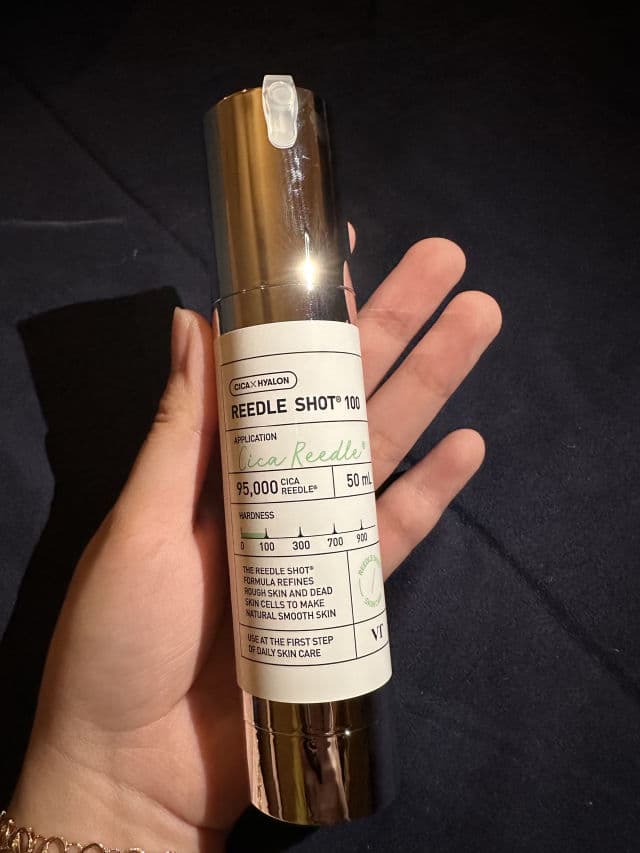 CICA×HYALON
REEDLE SHOT® 100
APPLICATION
Cica Reedle®
95,000 CICA REEDLE®
50 mL
HARDNESS
0 100 300 700 900
THE REEDLE SHOT®
FORMULA REFINES
ROUGH SKIN AND DEAD
SKIN CELLS TO MAKE
NATURAL SMOOTH SKIN
USE AT THE FIRST STEP
OF DAILY SKIN CARE
VT